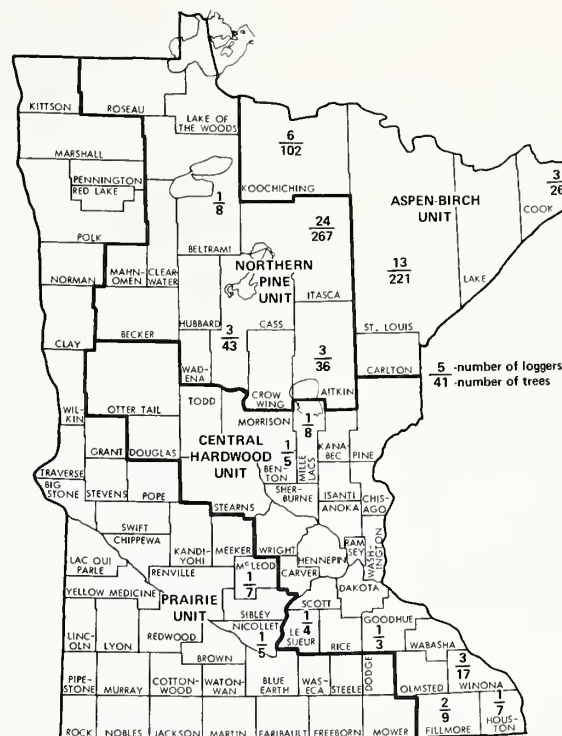 KITTSON
ROSEAU
LAKE OF
THE WOODS
6
102
KOOCHICHING
MARSHALL
PENNINGTON
RED LAKE
1
8
BELTRAMI
ASPEN-BIRCH
UNIT
3
26
COOK
24
267
13
221
LAKE
POLK
NORTHERN
PINE
UNIT
NORMAN
MAHN-
OMEN
CLEAR-
WATER
ITASCA
HUBBARD
CASS
ST. LOUIS
BECKER
3
43
3
36
CLAY
WAD-
ENA
CROW
WING
AITKIN
CARLTON
5 -number of loggers
41 -number of trees
WIL-
KIN
OTTER TAIL
TODD
MORRISON
1
8
CENTRAL
HARDWOOD
UNIT
1
5
MILLE
LACS
KANA-
BEC
PINE
GRANT
DOUGLAS
BEN-
TON
TRAVERSE
BIG
STONE
STEVENS
POPE
STEARNS
SHER-
BURNE
ISANTI
ANOKA
CHIS-
AGO
SWIFT
CHIPPEWA
KANDI-
YOHI
MEEKER
WRIGHT
HENNEPIN
RAM
SEY
WASH-
INGTON
LAC QUI
PARLE
RENVILLE
McLEOD
1
7
CARVER
YELLOW MEDICINE
PRAIRIE
UNIT
SIBLEY
NICOLLET
SCOTT
DAKOTA
LINC-
OLN
LYON
REDWOOD
BROWN
1
5
1
4
LE
SUEUR
RICE
GOODHUE
1
3
WABASHA
PIPE-
STONE
MURRAY
COTTON-
WOOD
WATON-
WAN
BLUE
EARTH
WAS-
ECA
STEELE
DODGE
OLMSTED
3
17
WINONA
ROCK
NOBLES
JACKSON
MARTIN
FARIBAULT
FREEBORN
MOWER
2
9
FILLMORE
1
7
HOUS-
TON